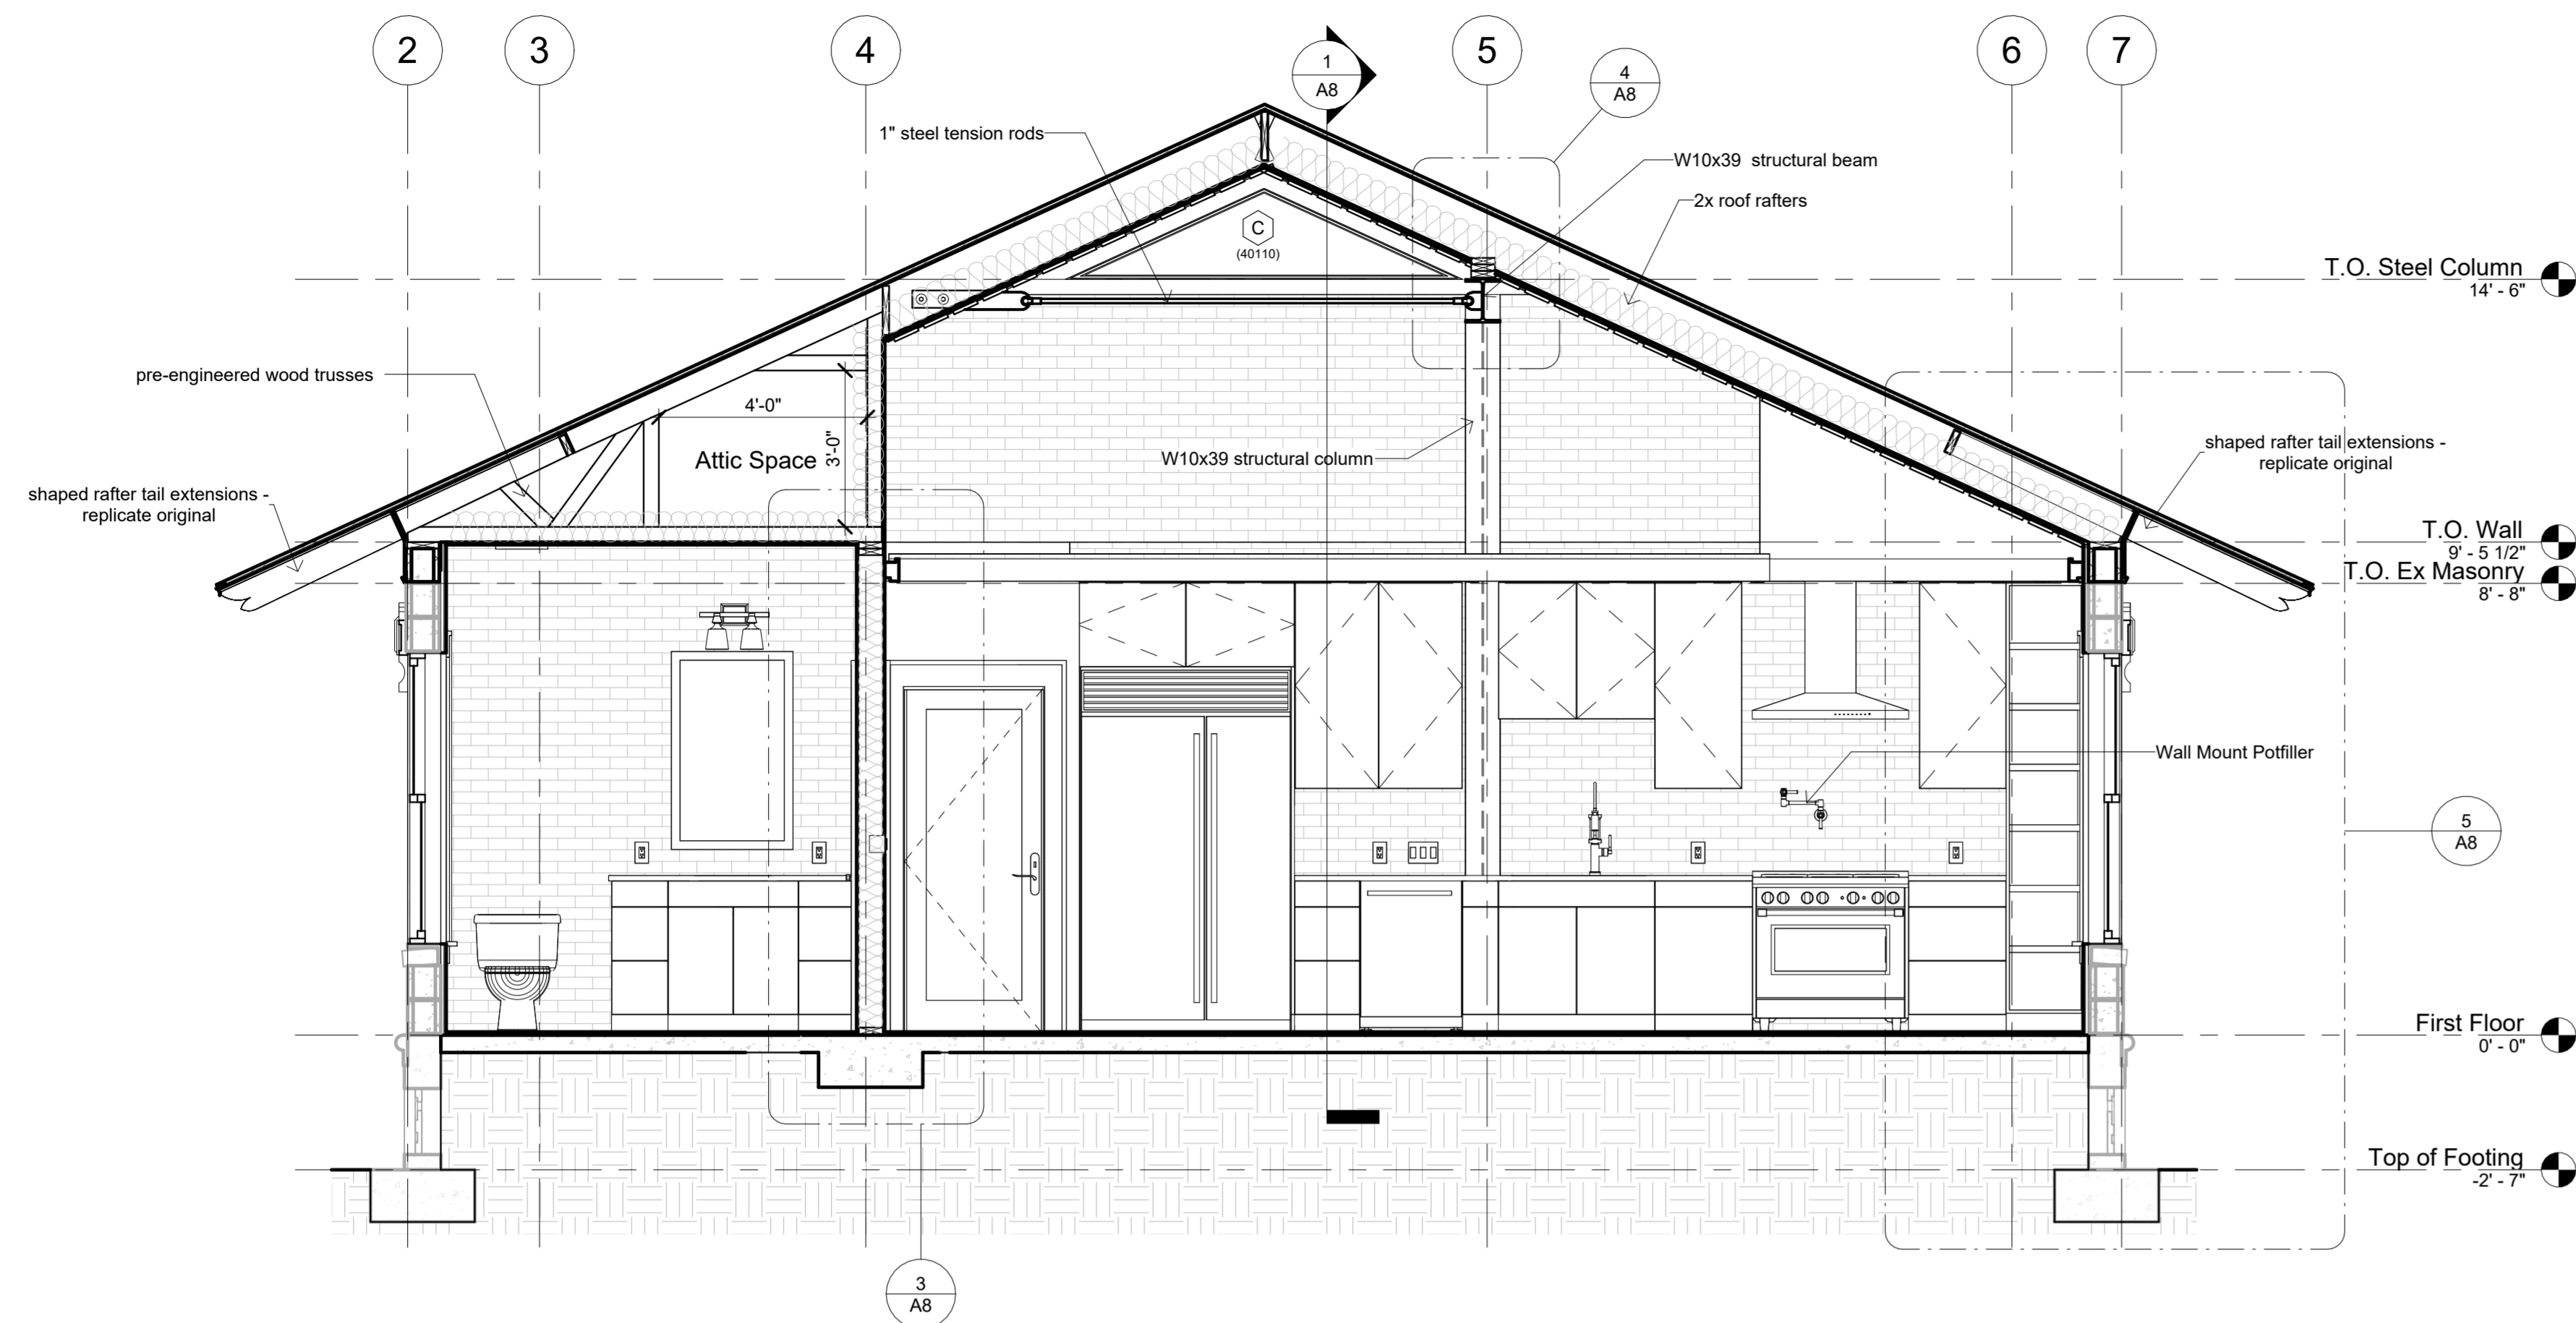 2
3
4
1
A8
5
4
A8
6
7
1" steel tension rods
W10x39  structural beam
2x roof rafters
C
(40110)
T.O. Steel Column
14' - 6"
pre-engineered wood trusses
4'-0"
3'-0"
Attic Space
W10x39 structural column
shaped rafter tail extensions -
replicate original
shaped rafter tail extensions -
replicate original
T.O. Wall
9' - 5 1/2"
T.O. Ex Masonry
8' - 8"
Wall Mount Potfiller
5
A8
First Floor
0' - 0"
Top of Footing
-2' - 7"
3
A8